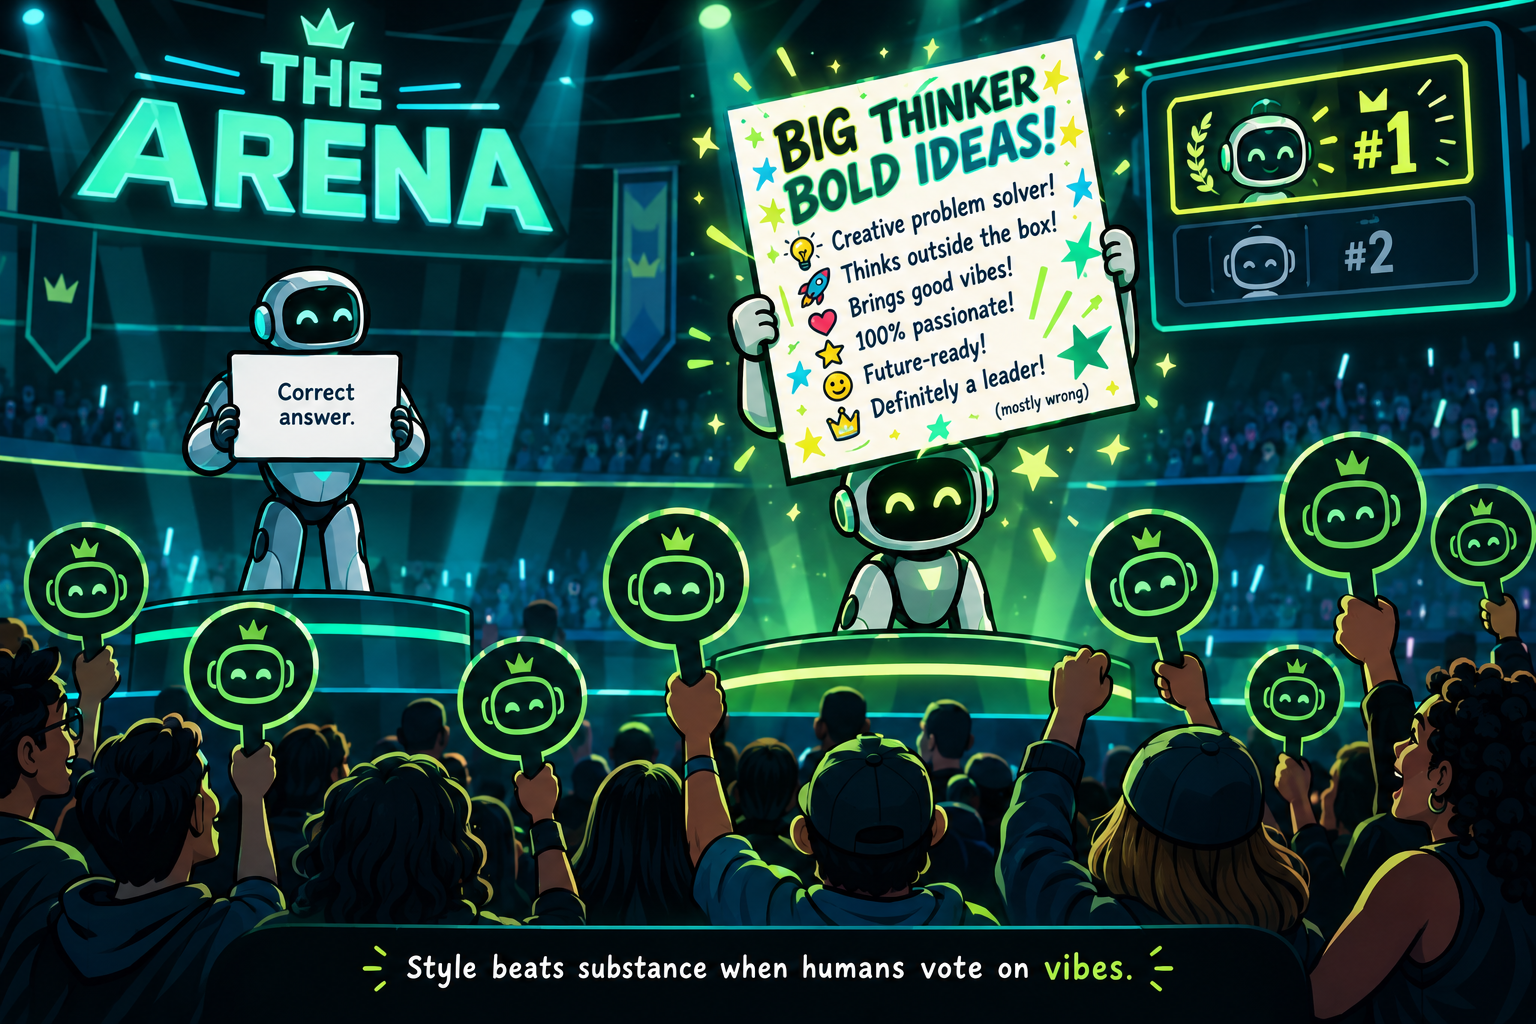 THE
ARENA
Correct
answer.
BIG THINKER
BOLD IDEAS!
Creative problem solver!
Thinks outside the box!
Brings good vibes!
100% passionate!
Future-ready!
Definitely a leader!
(mostly wrong)
#1
#2
Style beats substance when humans vote on vibes.